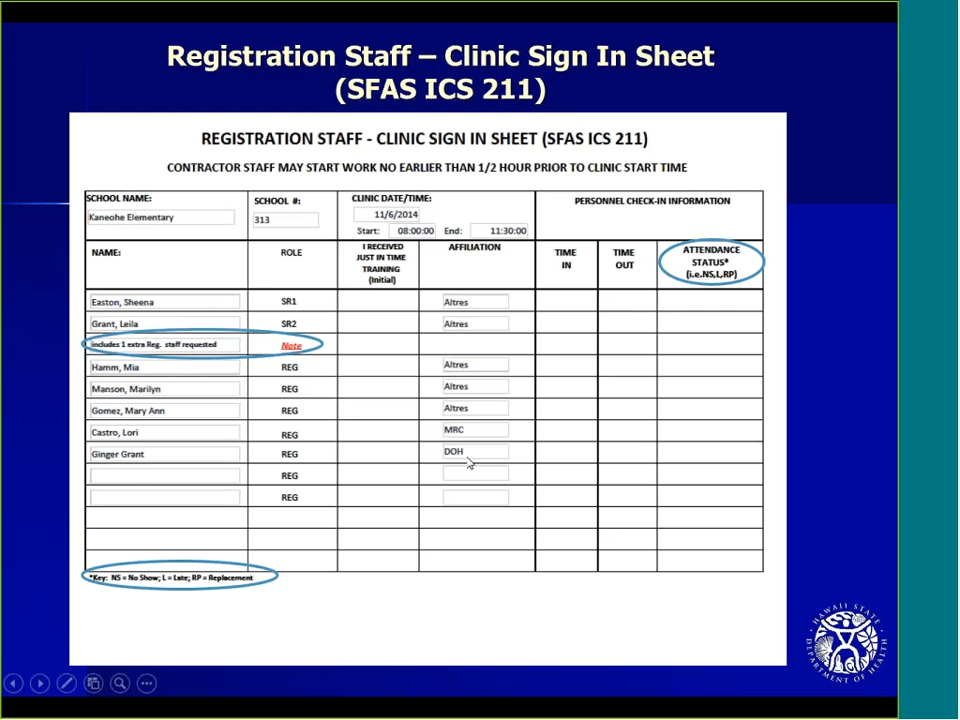 Registration Staff – Clinic Sign In Sheet
(SFAS ICS 211)
REGISTRATION STAFF - CLINIC SIGN IN SHEET (SFAS ICS 211)
CONTRACTOR STAFF MAY START WORK NO EARLIER THAN 1/2 HOUR PRIOR TO CLINIC START TIME
SCHOOL NAME: SCHOOL #: CLINIC DATE/TIME: PERSONNEL CHECK-IN INFORMATION
Kaneohe Elementary 313 11/6/2014
Start: 08:00:00 End: 11:30:00
NAME: ROLE I RECEIVED JUST IN TIME TRAINING (Initial) AFFILIATION TIME IN TIME OUT ATTENDANCE STATUS* (i.e.NS,L,RP)
Easton, Sheena SR1 Altres
Grant, Leila SR2 Altres
includes 1 extra Reg. staff requested Note
Hamm, Mia REG Altres
Manson, Marilyn REG Altres
Gomez, Mary Ann REG Altres
Castro, Lori REG MRC
Ginger Grant REG DOH
REG
REG
*Key: NS = No Show; L = Late; RP = Replacement
HAWAII STATE
DEPARTMENT OF HEALTH